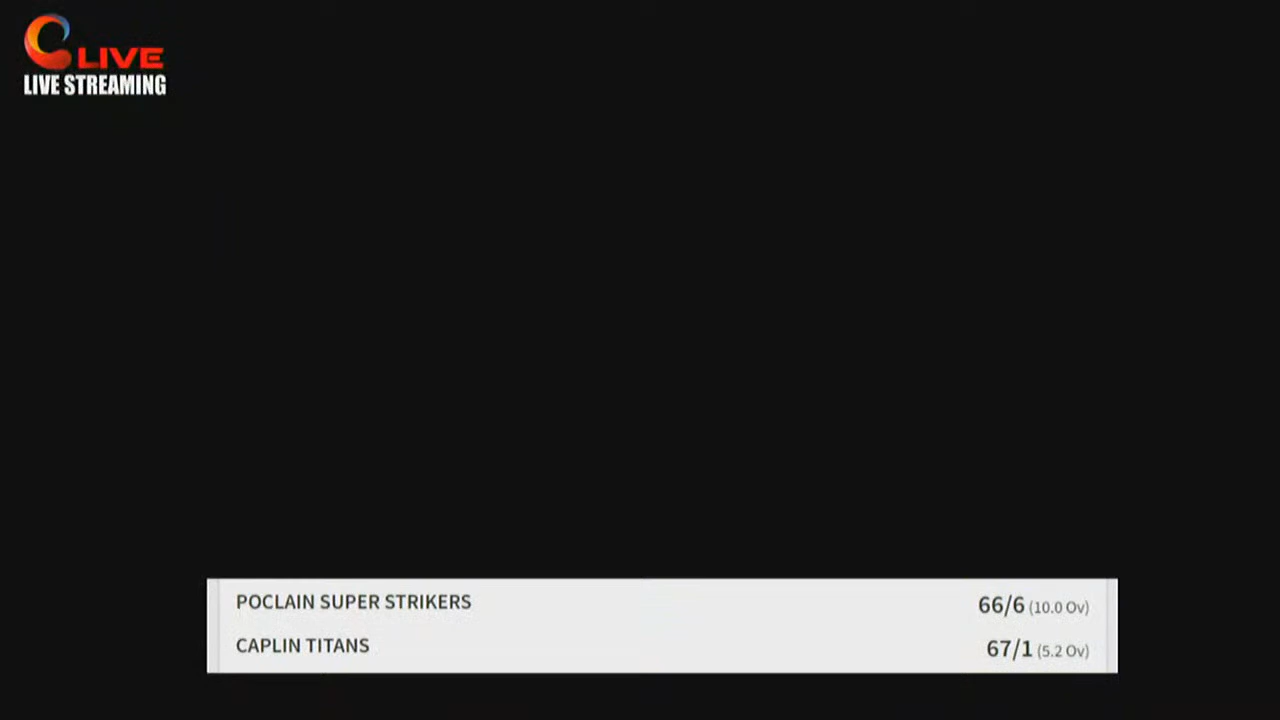 LIVE
LIVE STREAMING
POCLAIN SUPER STRIKERS 66/6 (10.0 Ov)
CAPLIN TITANS 67/1 (5.2 Ov)